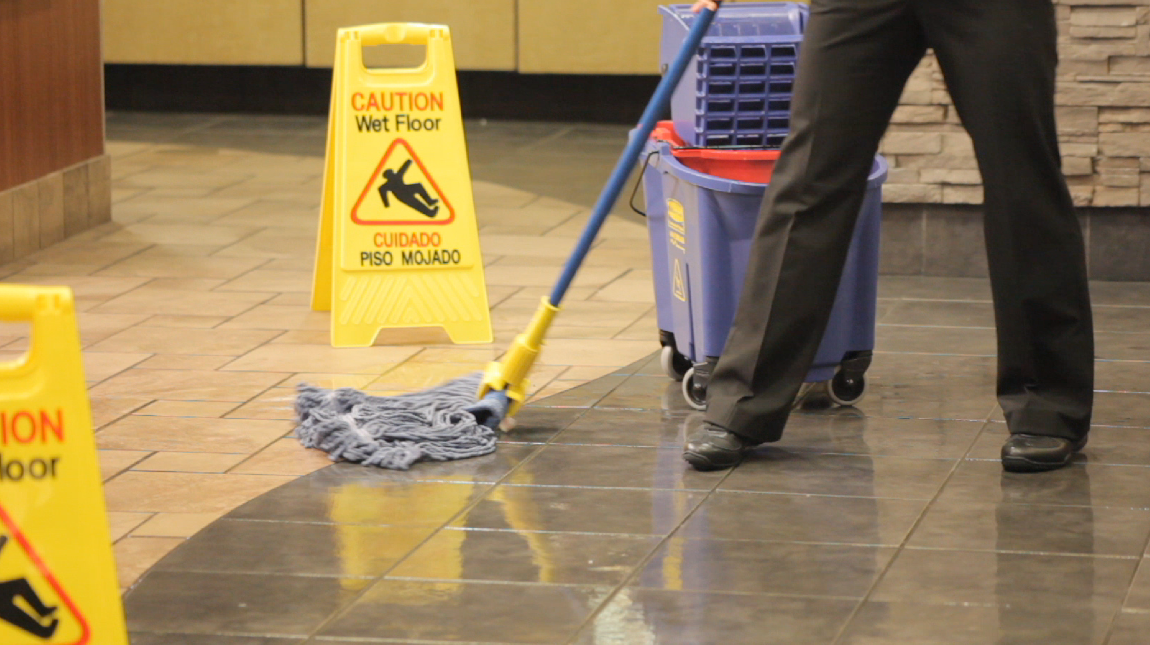 CAUTION
Wet Floor
CUIDADO
PISO MOJADO
ION
loor